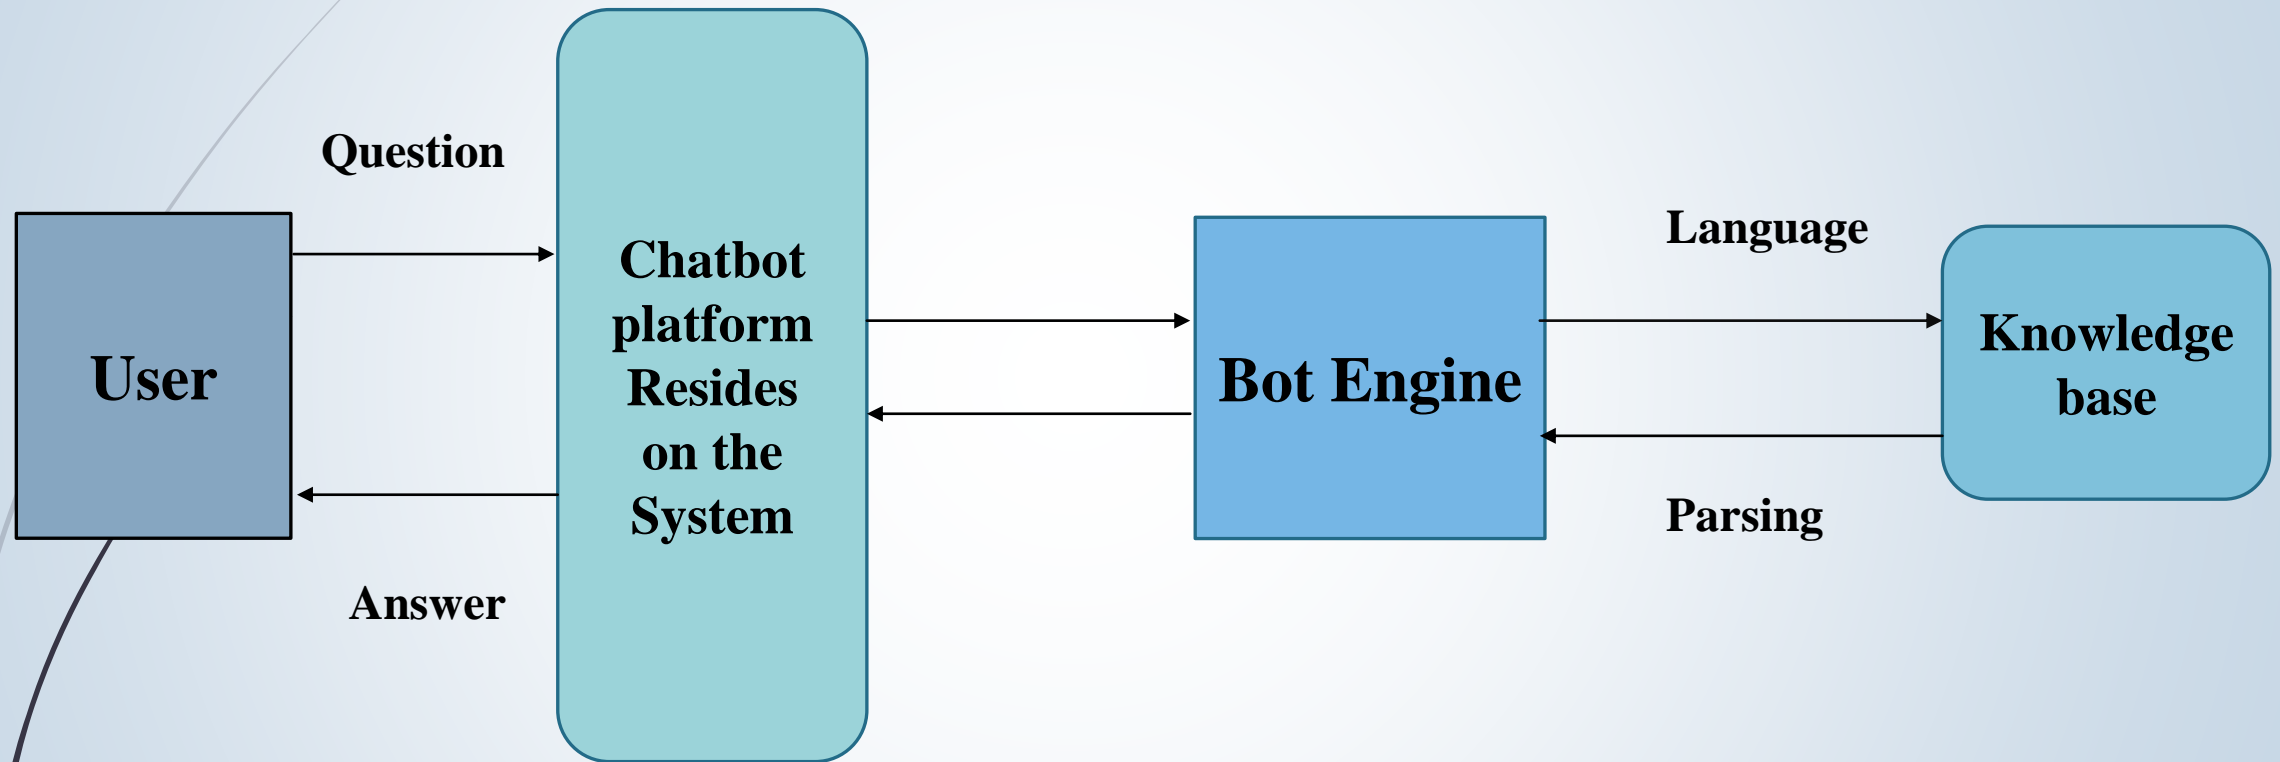 Question
User
Answer
Chatbot
platform
Resides
on the
System
Bot Engine
Language
Parsing
Knowledge
base